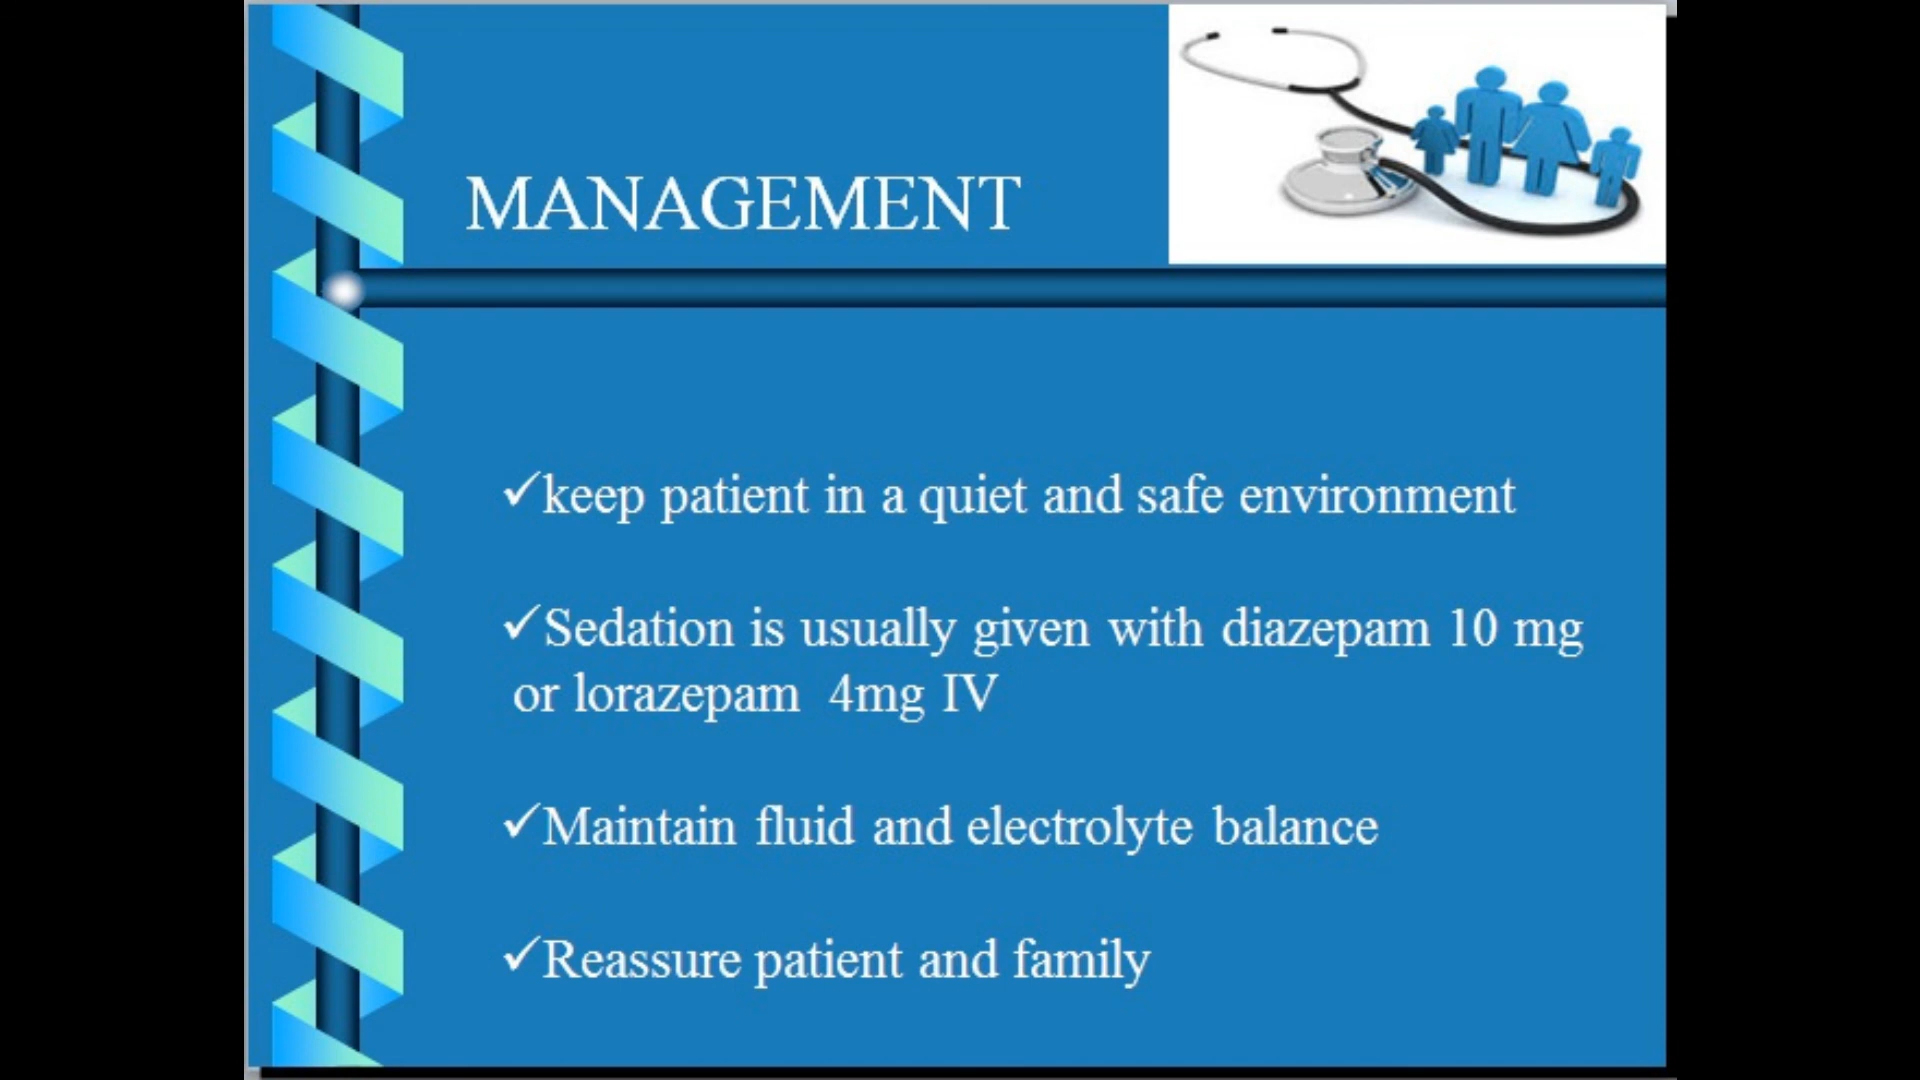 MANAGEMENT
✓keep patient in a quiet and safe environment
✓Sedation is usually given with diazepam 10 mg
or lorazepam 4mg IV
✓Maintain fluid and electrolyte balance
✓Reassure patient and family